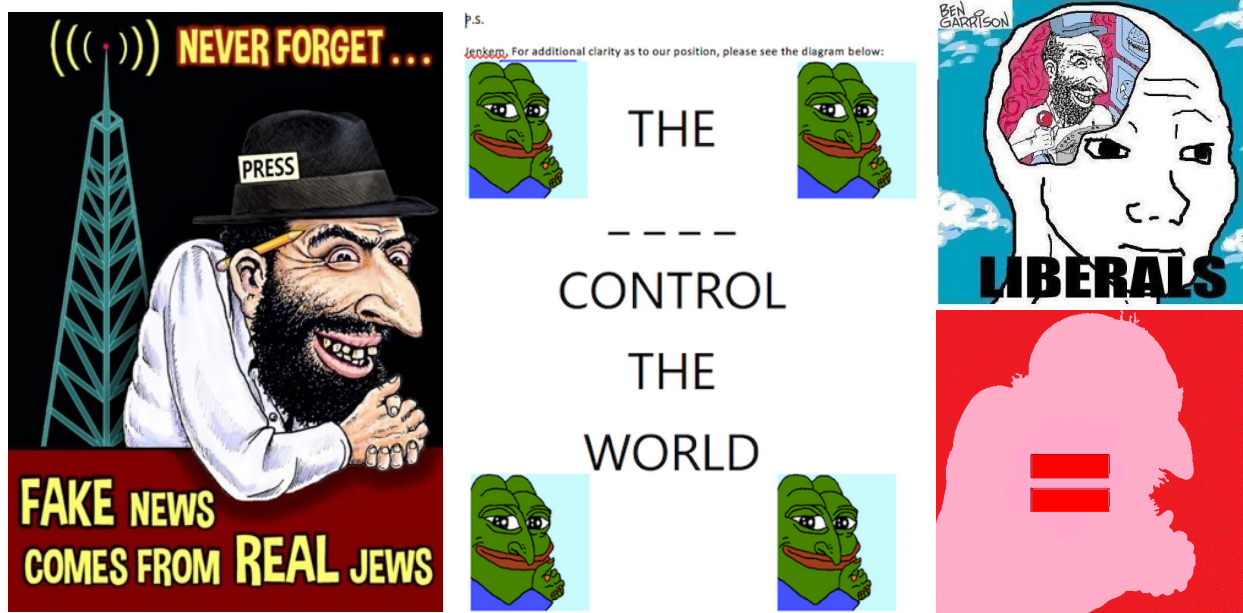 NEVER FORGET...
PRESS
FAKE NEWS
COMES FROM REAL JEWS
P.S.
Jenkem, For additional clarity as to our position, please see the diagram below:
THE
_ _ _ _
CONTROL
THE
WORLD
BEN
GARRISON
LIBERALS